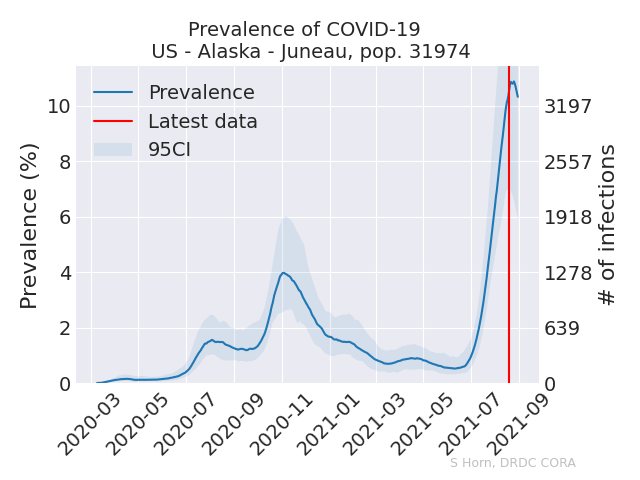 Prevalence of COVID-19
US - Alaska - Juneau, pop. 31974
Prevalence
Latest data
95CI
Prevalence (%)
10
8
6
4
2
0
3197
2557
1918
1278
639
0
# of infections
2020-03
2020-05
2020-07
2020-09
2020-11
2021-01
2021-03
2021-05
2021-07
2021-09
S Horn, DRDC CORA